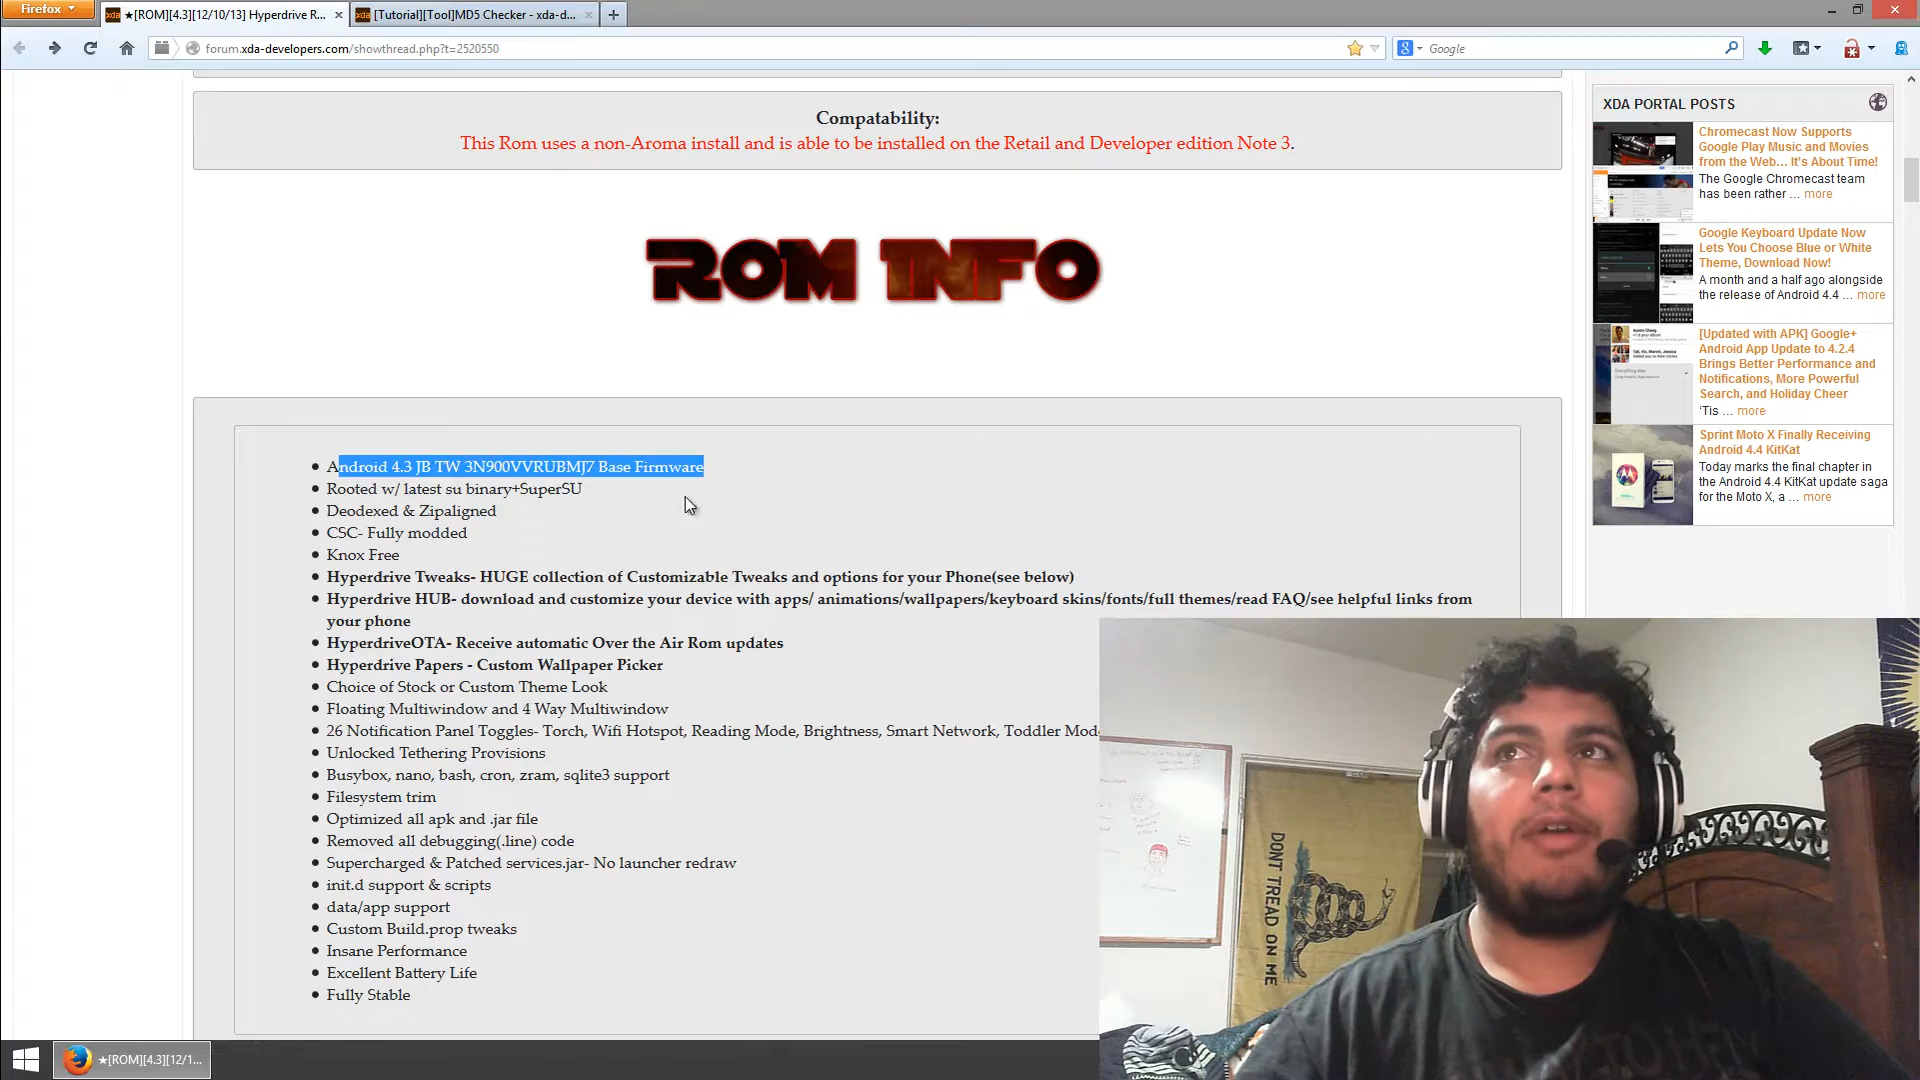 Firefox
★[ROM][4.3][12/10/13] Hyperdrive R...
[Tutorial][Tool]MD5 Checker - xda-d...
forum.xda-developers.com/showthread.php?t=2520550
Google
Compatability:
This Rom uses a non-Aroma install and is able to be installed on the Retail and Developer edition Note 3.
ROM INFO
Android 4.3 JB TW 3N900VVRUBMJ7 Base Firmware
Rooted w/ latest su binary+SuperSU
Deodexed & Zipaligned
CSC- Fully modded
Knox Free
Hyperdrive Tweaks- HUGE collection of Customizable Tweaks and options for your Phone(see below)
Hyperdrive HUB- download and customize your device with apps/ animations/wallpapers/keyboard skins/fonts/full themes/read FAQ/see helpful links from
your phone
HyperdriveOTA- Receive automatic Over the Air Rom updates
Hyperdrive Papers - Custom Wallpaper Picker
Choice of Stock or Custom Theme Look
Floating Multiwindow and 4 Way Multiwindow
26 Notification Panel Toggles- Torch, Wifi Hotspot, Reading Mode, Brightness, Smart Network, Toddler Mod
Unlocked Tethering Provisions
Busybox, nano, bash, cron, zram, sqlite3 support
Filesystem trim
Optimized all apk and .jar file
Removed all debugging(.line) code
Supercharged & Patched services.jar- No launcher redraw
init.d support & scripts
data/app support
Custom Build.prop tweaks
Insane Performance
Excellent Battery Life
Fully Stable
XDA PORTAL POSTS
Chromecast Now Supports
Google Play Music and Movies
from the Web... It's About Time!
The Google Chromecast team
has been rather ... more
Google Keyboard Update Now
Lets You Choose Blue or White
Theme, Download Now!
A month and a half ago alongside
the release of Android 4.4 ... more
[Updated with APK] Google+
Android App Update to 4.2.4
Brings Better Performance and
Notifications, More Powerful
Search, and Holiday Cheer
'Tis ... more
Sprint Moto X Finally Receiving
Android 4.4 KitKat
Today marks the final chapter in
the Android 4.4 KitKat update saga
for the Moto X, a ... more
DONT TREAD ON ME
★[ROM][4.3][12/1...